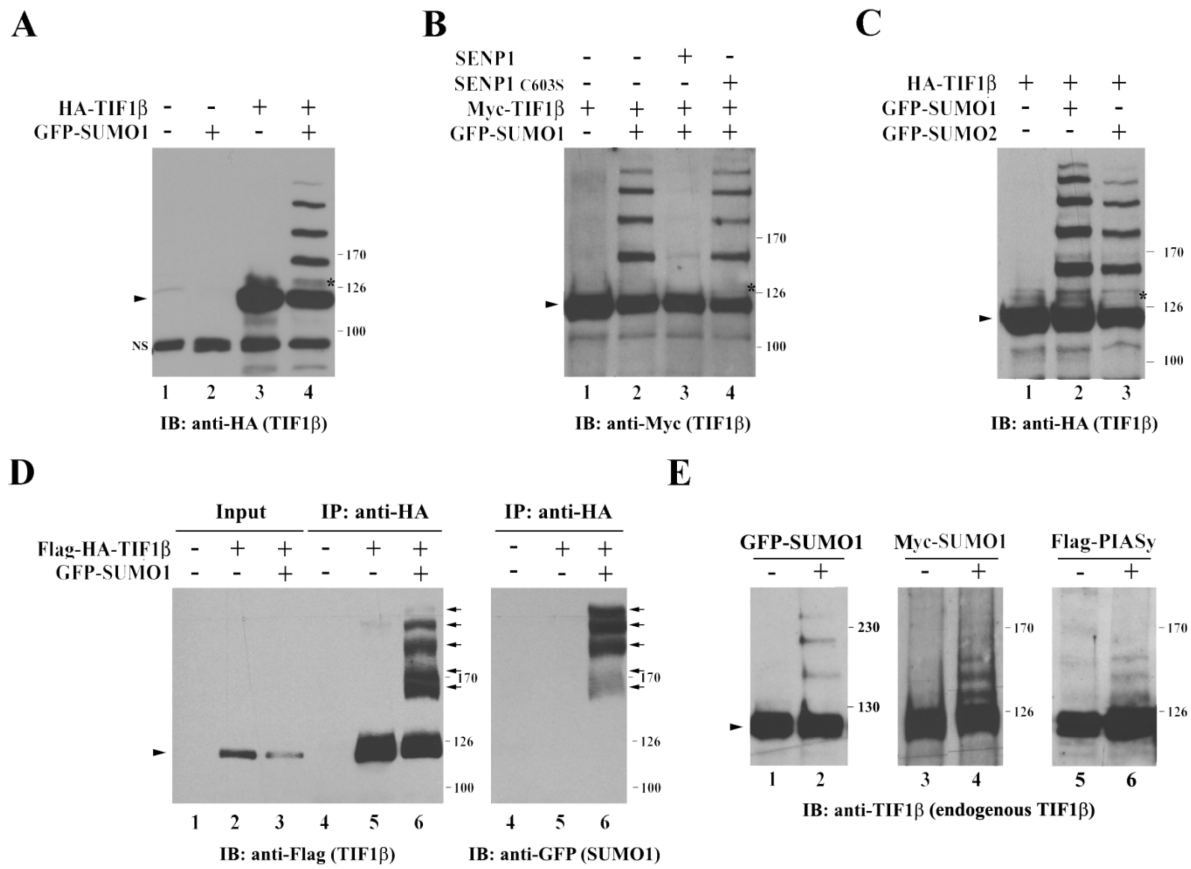 A
HA-TIF1β - - + +
GFP-SUMO1 - + - +
170
*
126
100
NS
1 2 3 4
IB: anti-HA (TIF1β)
B
SENP1 - - + -
SENP1 C603S - - - +
Myc-TIF1β + + + +
GFP-SUMO1 - + + +
170
*
126
100
1 2 3 4
IB: anti-Myc (TIF1β)
C
HA-TIF1β + + +
GFP-SUMO1 - + -
GFP-SUMO2 - - +
170
*
126
100
1 2 3
IB: anti-HA (TIF1β)
D
Input IP: anti-HA IP: anti-HA
Flag-HA-TIF1β - + + - + + - + +
GFP-SUMO1 - - + - - + - - +
170 170
126 126
100 100
1 2 3 4 5 6 4 5 6
IB: anti-Flag (TIF1β) IB: anti-GFP (SUMO1)
E
GFP-SUMO1 Myc-SUMO1 Flag-PIASy
- + - + - +
230 170 170
130 126 126
1 2 3 4 5 6
IB: anti-TIF1β (endogenous TIF1β)